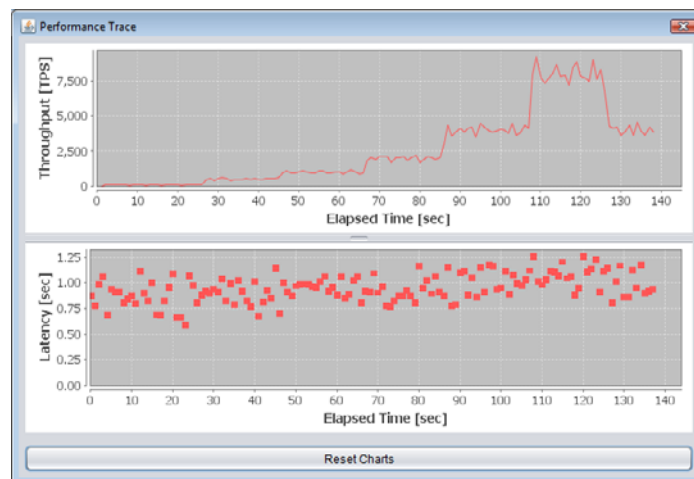 Performance Trace
Throughput [TPS]
7,500
5,000
2,500
0
0 10 20 30 40 50 60 70 80 90 100 110 120 130 140
Elapsed Time [sec]
Latency [sec]
1.25
1.00
0.75
0.50
0.25
0.00
0 10 20 30 40 50 60 70 80 90 100 110 120 130 140
Elapsed Time [sec]
Reset Charts